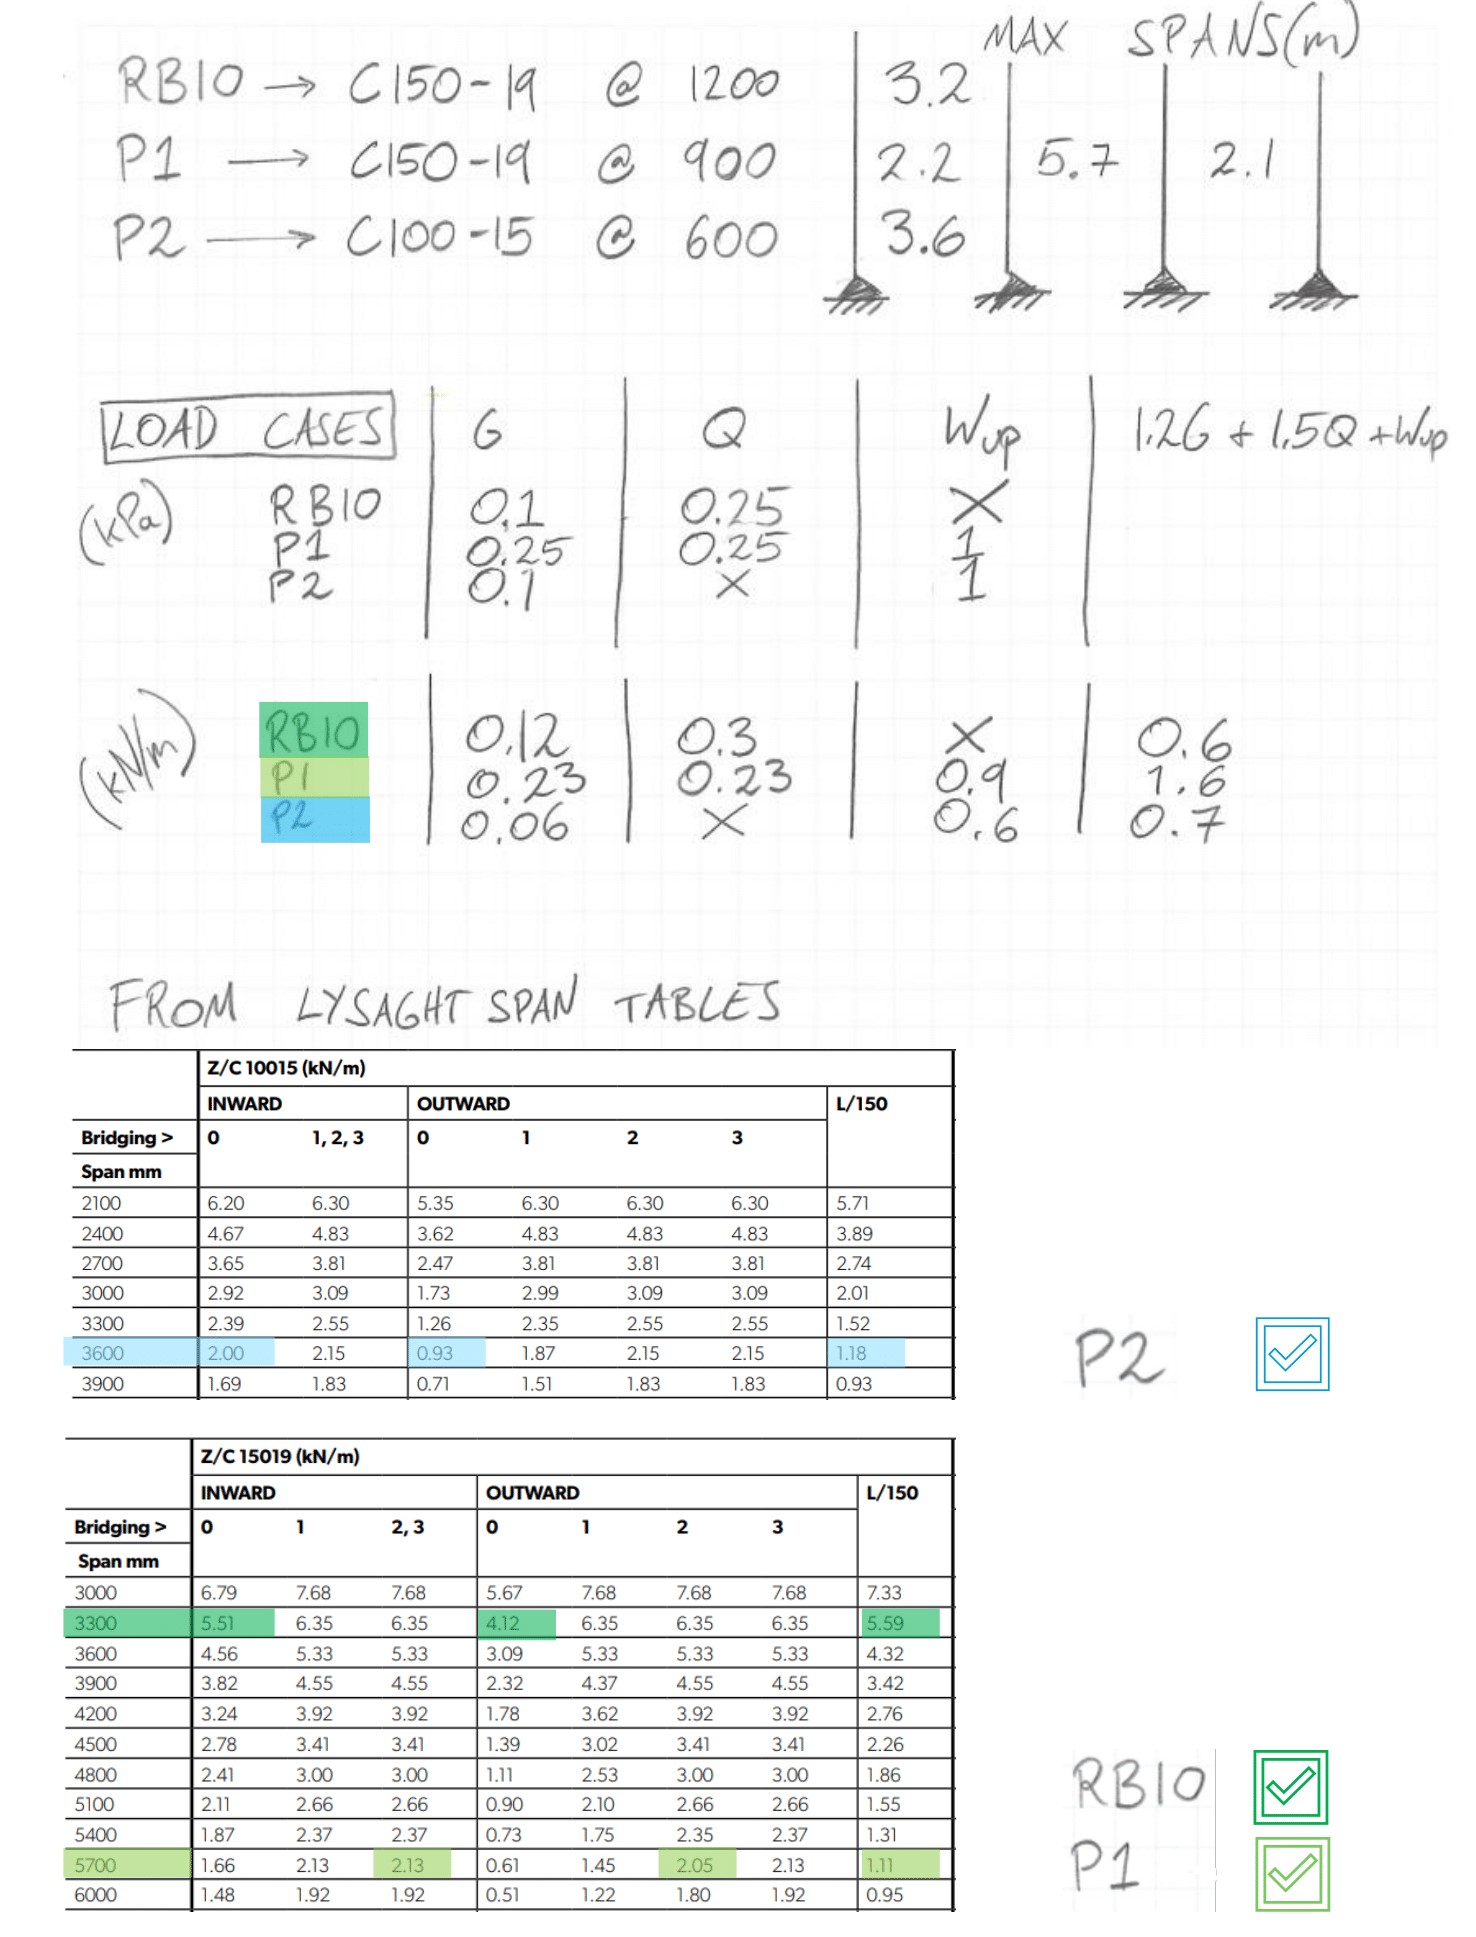 MAX SPANS(m)
RB10 → C150-19 @ 1200 3.2
P1 → C150-19 @ 900 2.2 5.7 2.1
P2 → C100-15 @ 600 3.6
LOAD CASES G Q Wup 1.2G + 1.5Q + Wup
(kPa) RB10 0.1 0.25 X
P1 0.25 0.25 1
P2 0.1 X 1
(kN/m) RB10 0.12 0.3 X 0.6
P1 0.23 0.23 0.9 1.6
P2 0.06 X 0.6 0.7
FROM LYSAGHT SPAN TABLES
Z/C 10015 (kN/m)
INWARD OUTWARD L/150
Bridging > 0 1, 2, 3 0 1 2 3
Span mm
2100 6.20 6.30 5.35 6.30 6.30 6.30 5.71
2400 4.67 4.83 3.62 4.83 4.83 4.83 3.89
2700 3.65 3.81 2.47 3.81 3.81 3.81 2.74
3000 2.92 3.09 1.73 2.99 3.09 3.09 2.01
3300 2.39 2.55 1.26 2.35 2.55 2.55 1.52
3600 2.00 2.15 0.93 1.87 2.15 2.15 1.18
3900 1.69 1.83 0.71 1.51 1.83 1.83 0.93
P2
Z/C 15019 (kN/m)
INWARD OUTWARD L/150
Bridging > 0 1 2, 3 0 1 2 3
Span mm
3000 6.79 7.68 7.68 5.67 7.68 7.68 7.68 7.33
3300 5.51 6.35 6.35 4.12 6.35 6.35 6.35 5.59
3600 4.56 5.33 5.33 3.09 5.33 5.33 5.33 4.32
3900 3.82 4.55 4.55 2.32 4.37 4.55 4.55 3.42
4200 3.24 3.92 3.92 1.78 3.62 3.92 3.92 2.76
4500 2.78 3.41 3.41 1.39 3.02 3.41 3.41 2.26
4800 2.41 3.00 3.00 1.11 2.53 3.00 3.00 1.86
5100 2.11 2.66 2.66 0.90 2.10 2.66 2.66 1.55
5400 1.87 2.37 2.37 0.73 1.75 2.35 2.37 1.31
5700 1.66 2.13 2.13 0.61 1.45 2.05 2.13 1.11
6000 1.48 1.92 1.92 0.51 1.22 1.80 1.92 0.95
RB10
P1